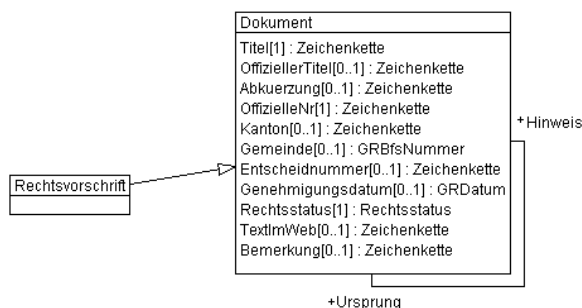 Dokument
Titel[1] : Zeichenkette
OffiziellerTitel[0..1] : Zeichenkette
Abkuerzung[0..1] : Zeichenkette
OffizielleNr[1] : Zeichenkette
Kanton[0..1] : Zeichenkette
Gemeinde[0..1] : GRBfsNummer
Entscheidnummer[0..1] : Zeichenkette
Genehmigungsdatum[0..1] : GRDatum
Rechtsstatus[1] : Rechtsstatus
TextImWeb[0..1] : Zeichenkette
Bemerkung[0..1] : Zeichenkette
+Hinweis
Rechtsvorschrift
+Ursprung